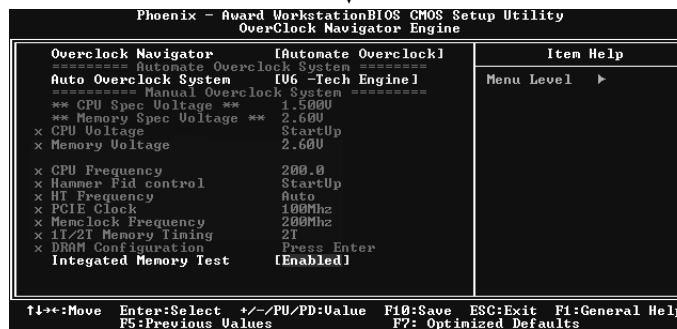 Phoenix - Award WorkstationBIOS CMOS Setup Utility
OverClock Navigator Engine
Overclock Navigator [Automate Overclock] Item Help
======== Automate Overclock System ========
Auto Overclock System [V6 -Tech Engine] Menu Level ▶
========== Manual Overclock System =========
** CPU Spec Voltage ** 1.500V
** Memory Spec Voltage ** 2.60V
x CPU Voltage StartUp
x Memory Voltage 2.60V
x CPU Frequency 200.0
x Hammer Fid control StartUp
x HT Frequency Auto
x PCIE Clock 100Mhz
x Memclock Frequency 200Mhz
x 1T/2T Memory Timing 2T
x DRAM Configuration Press Enter
Integated Memory Test [Enabled]
↑↓→←:Move Enter:Select +/-/PU/PD:Value F10:Save ESC:Exit F1:General Help
F5:Previous Values F7: Optimized Defaults